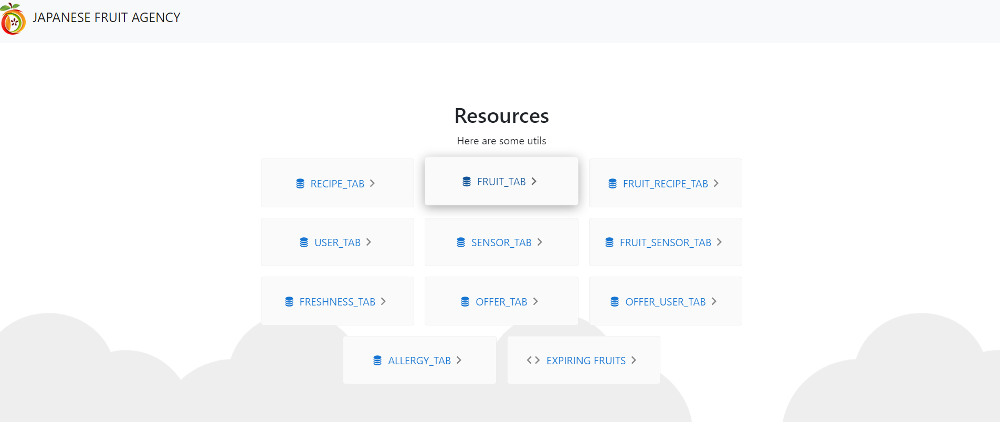 JAPANESE FRUIT AGENCY
Resources
Here are some utils
RECIPE_TAB
FRUIT_TAB
FRUIT_RECIPE_TAB
USER_TAB
SENSOR_TAB
FRUIT_SENSOR_TAB
FRESHNESS_TAB
OFFER_TAB
OFFER_USER_TAB
ALLERGY_TAB
EXPIRING FRUITS